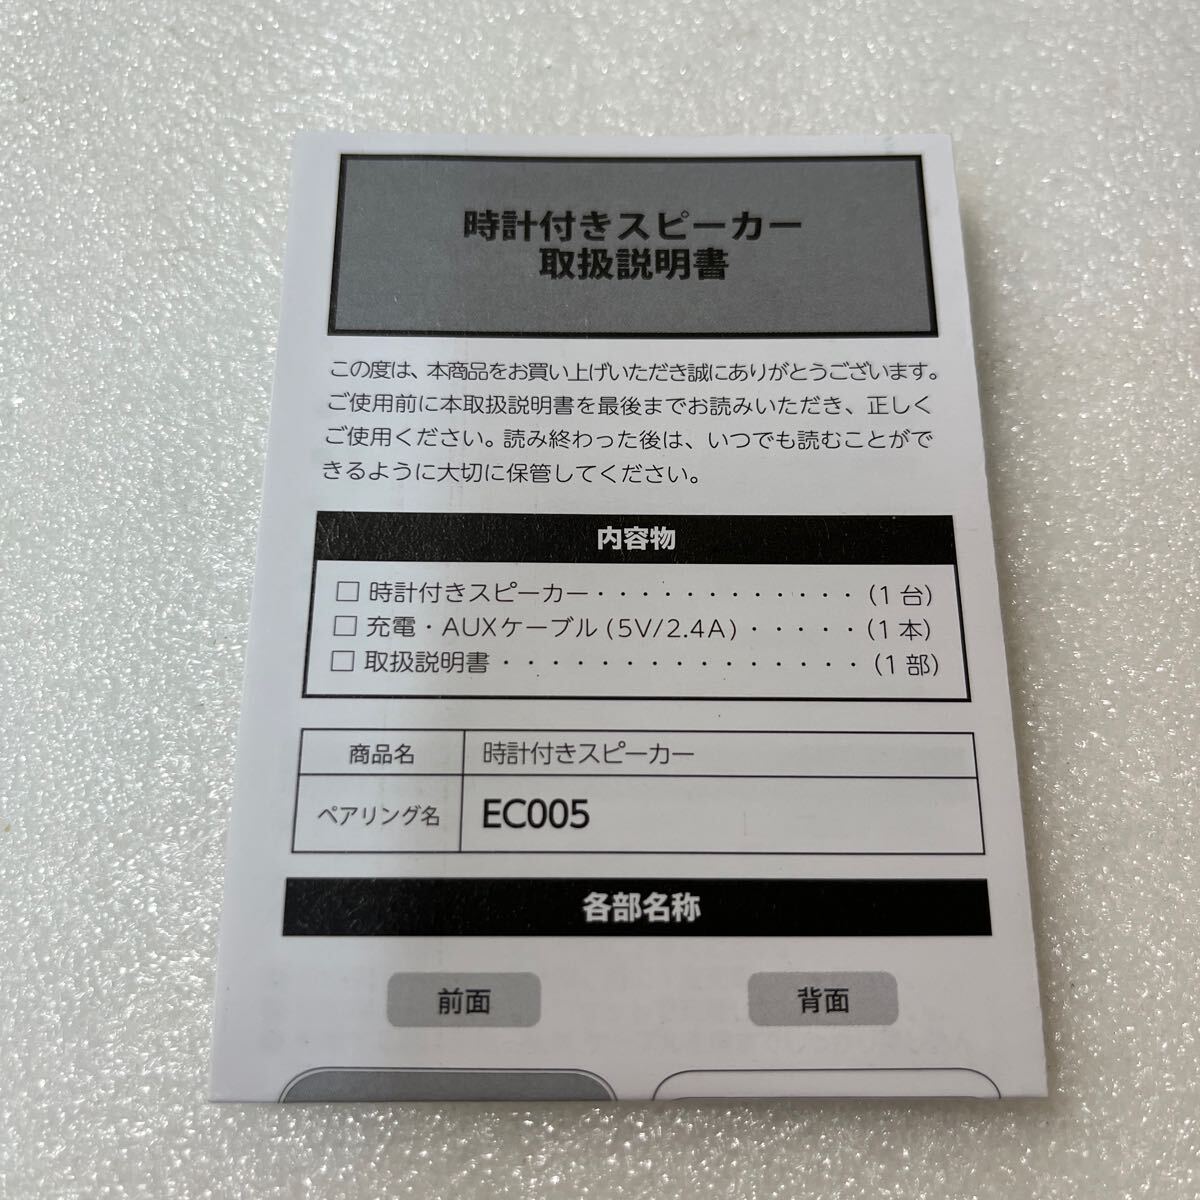 時計付きスピーカー
取扱説明書
この度は、本商品をお買い上げいただき誠にありがとうございます。
ご使用前に本取扱説明書を最後までお読みいただき、正しく
ご使用ください。読み終わった後は、いつでも読むことがで
きるように大切に保管してください。
内容物
□ 時計付きスピーカー・・・・・・・・・・・・(1 台)
□ 充電・AUXケーブル(5V/2.4A)・・・・・(1 本)
□ 取扱説明書・・・・・・・・・・・・・・・(1 部)
商品名 時計付きスピーカー
ペアリング名 EC005
各部名称
前面 背面